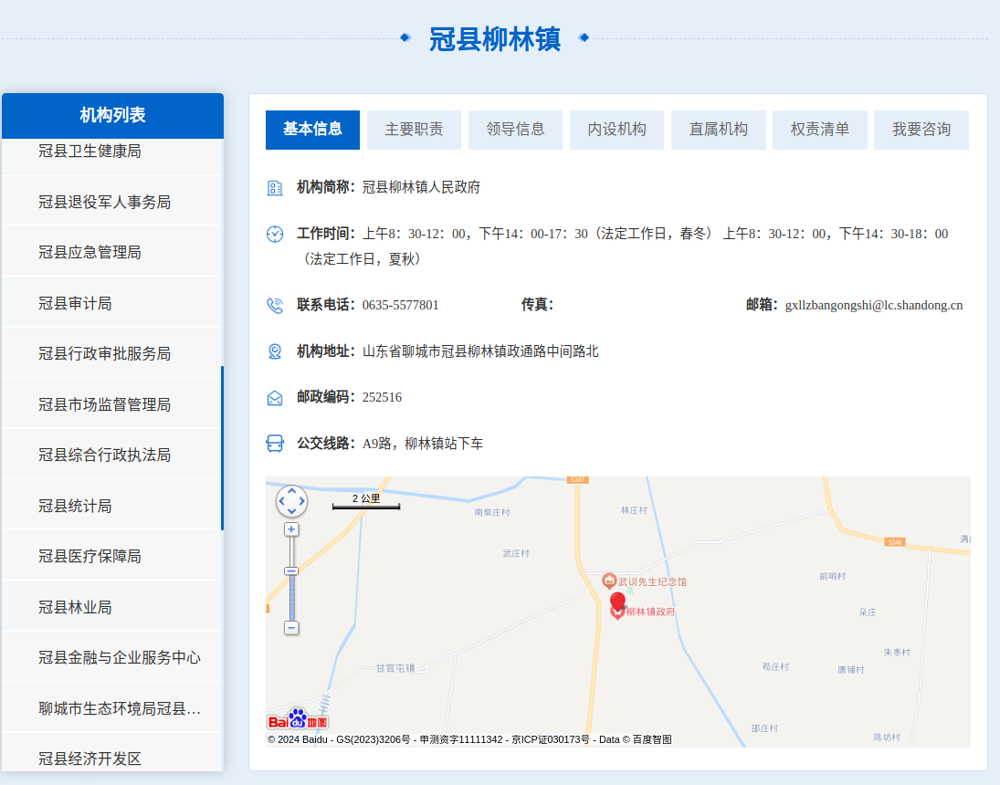 冠县柳林镇
机构列表
冠县卫生健康局
冠县退役军人事务局
冠县应急管理局
冠县审计局
冠县行政审批服务局
冠县市场监督管理局
冠县综合行政执法局
冠县统计局
冠县医疗保障局
冠县林业局
冠县金融与企业服务中心
聊城市生态环境局冠县…
冠县经济开发区
基本信息 主要职责 领导信息 内设机构 直属机构 权责清单 我要咨询
机构简称：冠县柳林镇人民政府
工作时间：上午8：30-12：00，下午14：00-17：30（法定工作日，春冬） 上午8：30-12：00，下午14：30-18：00
（法定工作日，夏秋）
联系电话：0635-5577801 传真： 邮箱：gxllzbangongshi@lc.shandong.cn
机构地址：山东省聊城市冠县柳林镇政通路中间路北
邮政编码：252516
公交线路：A9路，柳林镇站下车
S247
2 公里
南柴庄村
林庄村
S246
武庄村
前哨村
武训先生纪念馆
柳林镇政府
朵庄
朱枣村
甘官屯镇
荀庄村
唐铺村
邵庄村
陈坊村
Bai du 地图
© 2024 Baidu - GS(2023)3206号 - 甲测资字11111342 - 京ICP证030173号 - Data © 百度智图